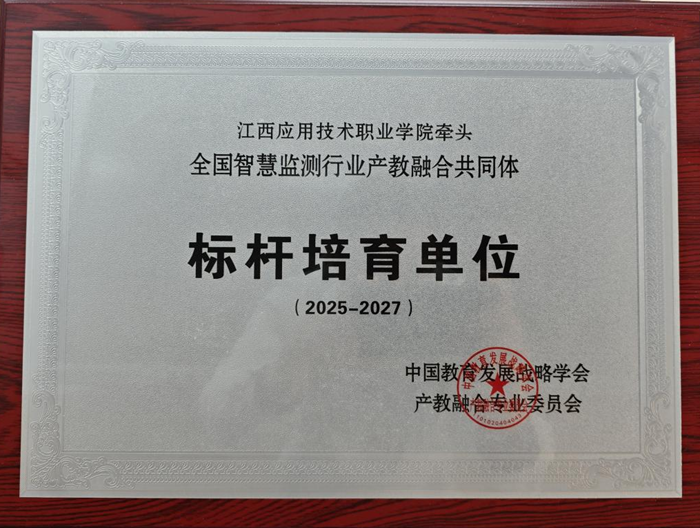 江西应用技术职业学院牵头
全国智慧监测行业产教融合共同体
标杆培育单位
(2025-2027)
中国教育发展战略学会
产教融合专业委员会